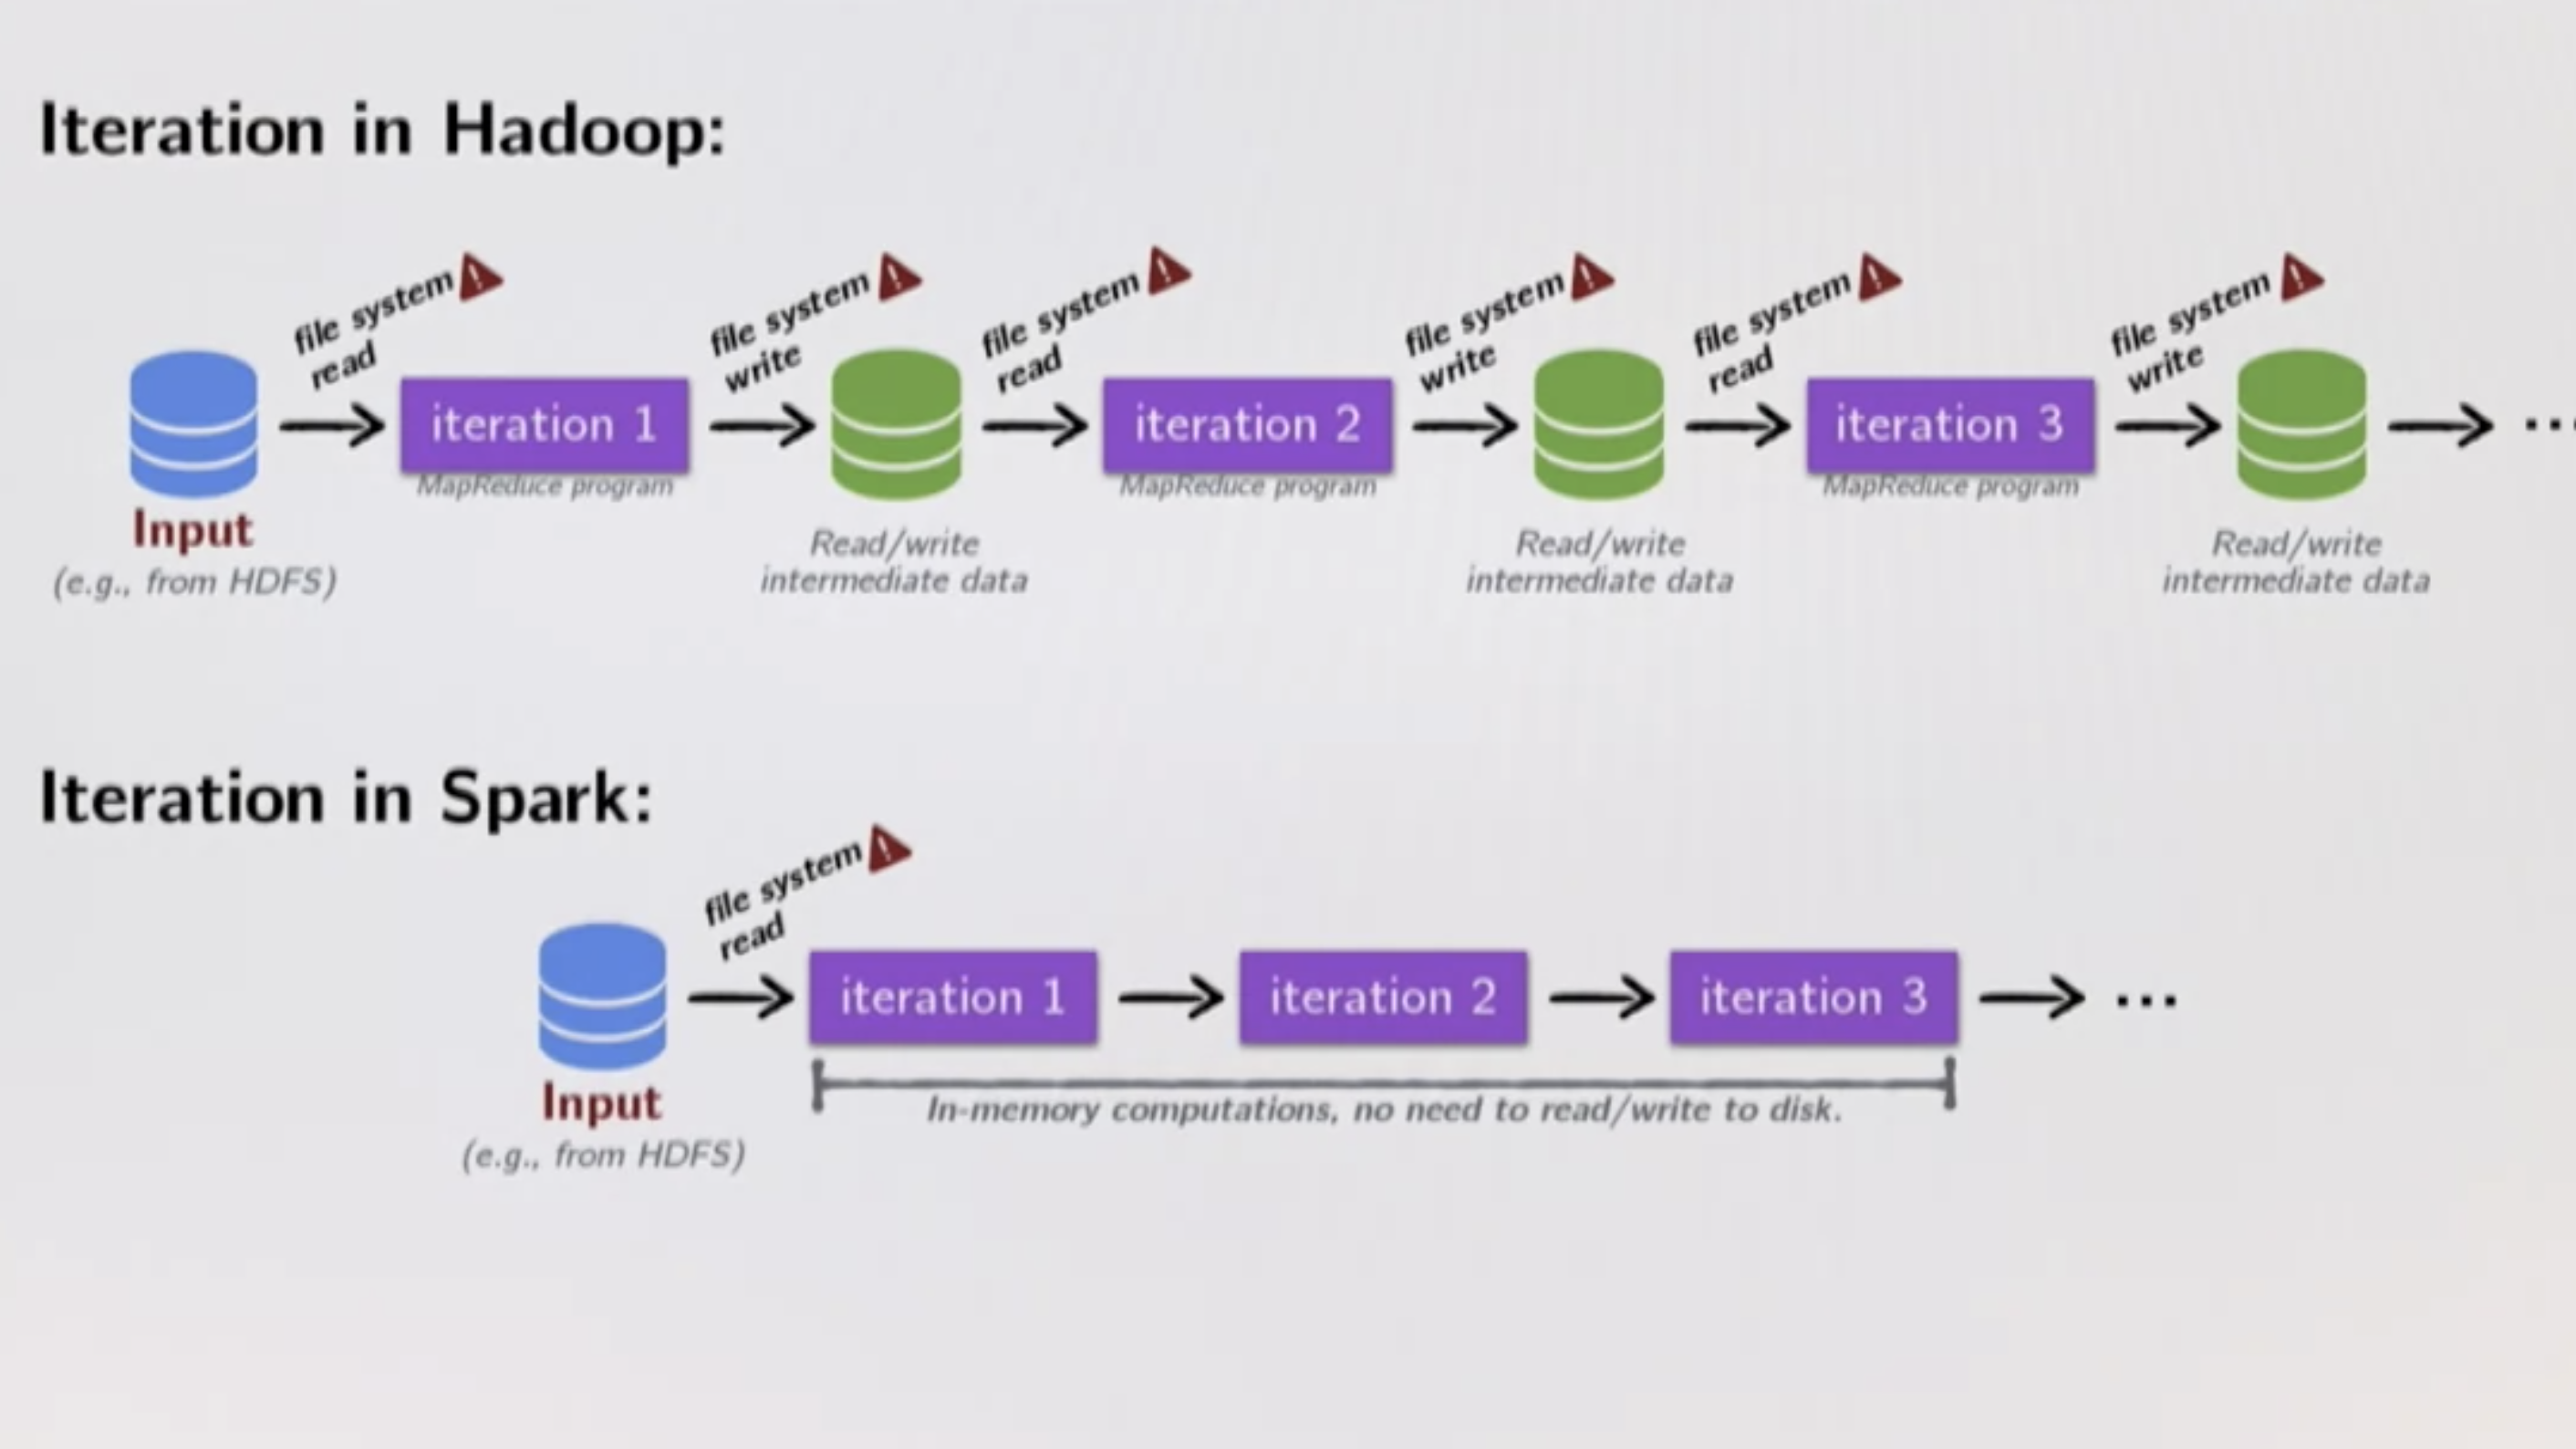 Iteration in Hadoop:
file system
read
file system
write
file system
read
file system
write
file system
read
file system
write
iteration 1
iteration 2
iteration 3
...
MapReduce program
MapReduce program
MapReduce program
Input
(e.g., from HDFS)
Read/write
intermediate data
Read/write
intermediate data
Read/write
intermediate data
Iteration in Spark:
file system
read
iteration 1
iteration 2
iteration 3
...
In-memory computations, no need to read/write to disk.
Input
(e.g., from HDFS)